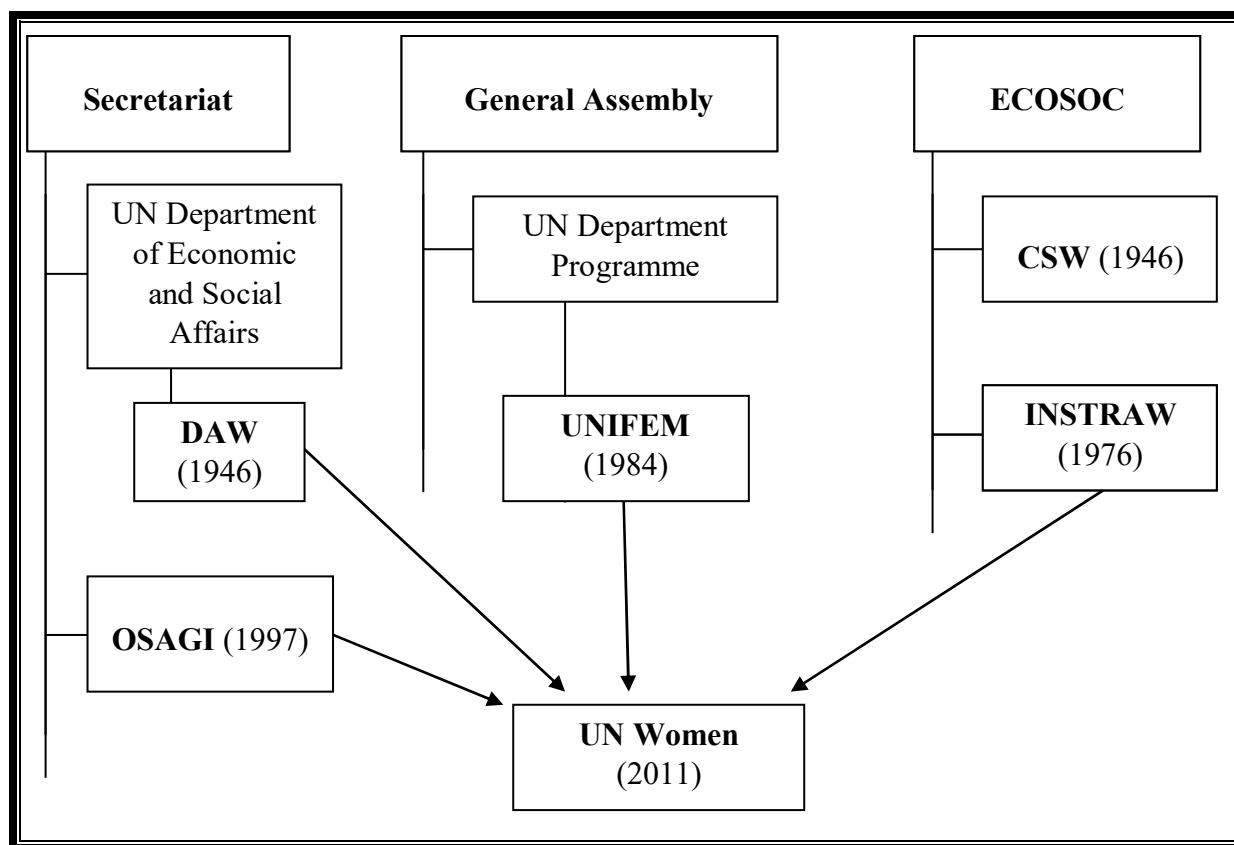 Secretariat
General Assembly
ECOSOC
UN Department
of Economic
and Social
Affairs
UN Department
Programme
CSW (1946)
DAW
(1946)
UNIFEM
(1984)
INSTRAW
(1976)
OSAGI (1997)
UN Women
(2011)